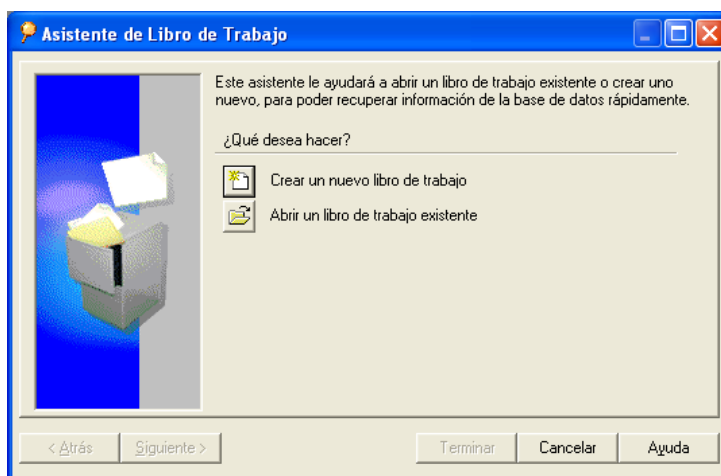 Asistente de Libro de Trabajo
Este asistente le ayudará a abrir un libro de trabajo existente o crear uno
nuevo, para poder recuperar información de la base de datos rápidamente.
¿Qué desea hacer?
Crear un nuevo libro de trabajo
Abrir un libro de trabajo existente
< Atrás
Siguiente >
Terminar
Cancelar
Ayuda